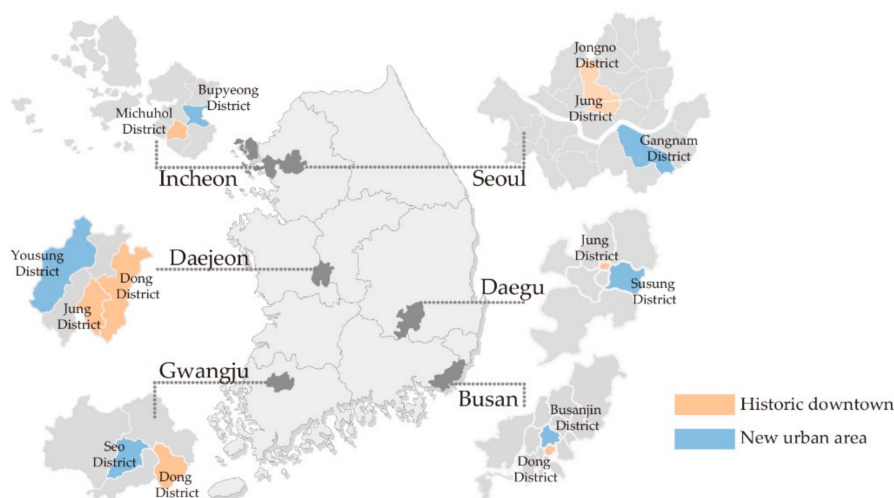 Bupyeong
District
Michuhol
District
Incheon
Jongno
District
Jung
District
Gangnam
District
Seoul
Yousung
District
Dong
District
Jung
District
Daejeon
Jung
District
Susung
District
Daegu
Gwangju
Seo
District
Dong
District
Busan
Busanjin
District
Dong
District
Historic downtown
New urban area